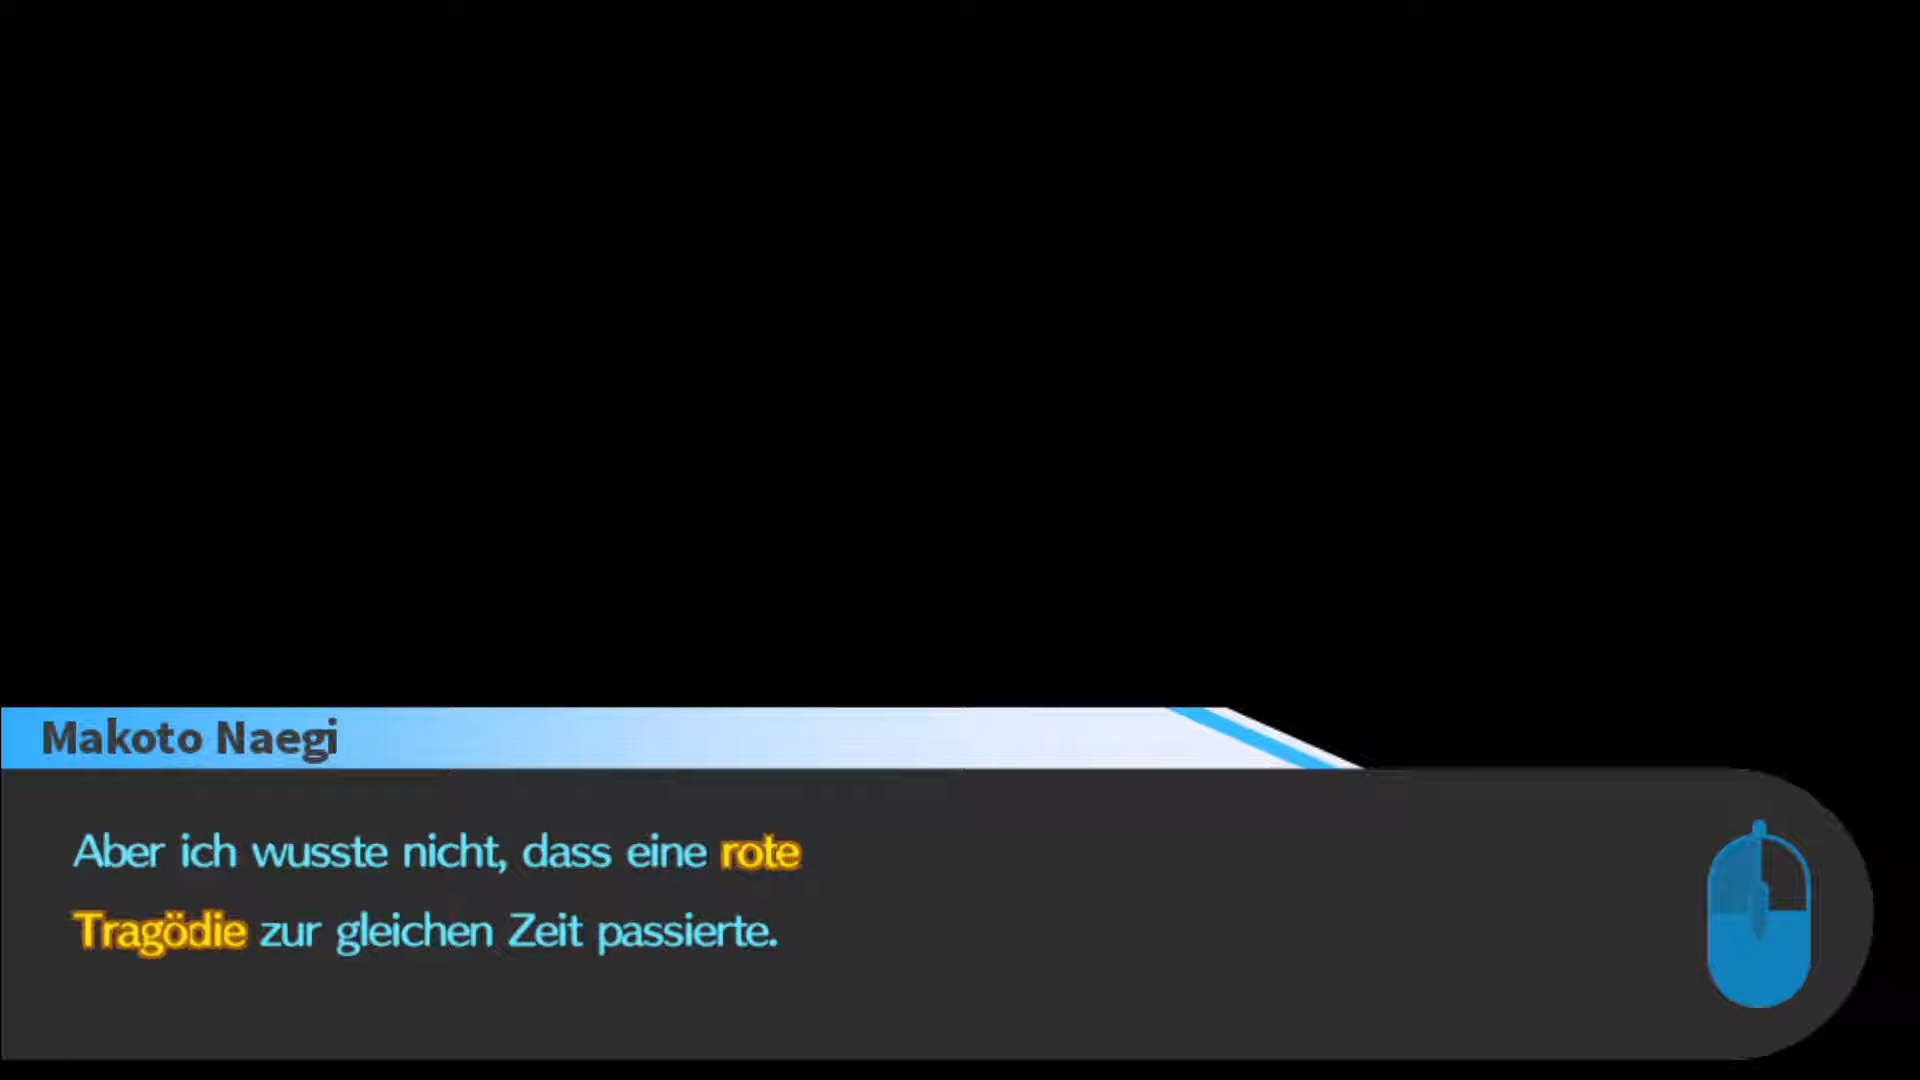 Makoto Naegi
Aber ich wusste nicht, dass eine rote
Tragödie zur gleichen Zeit passierte.